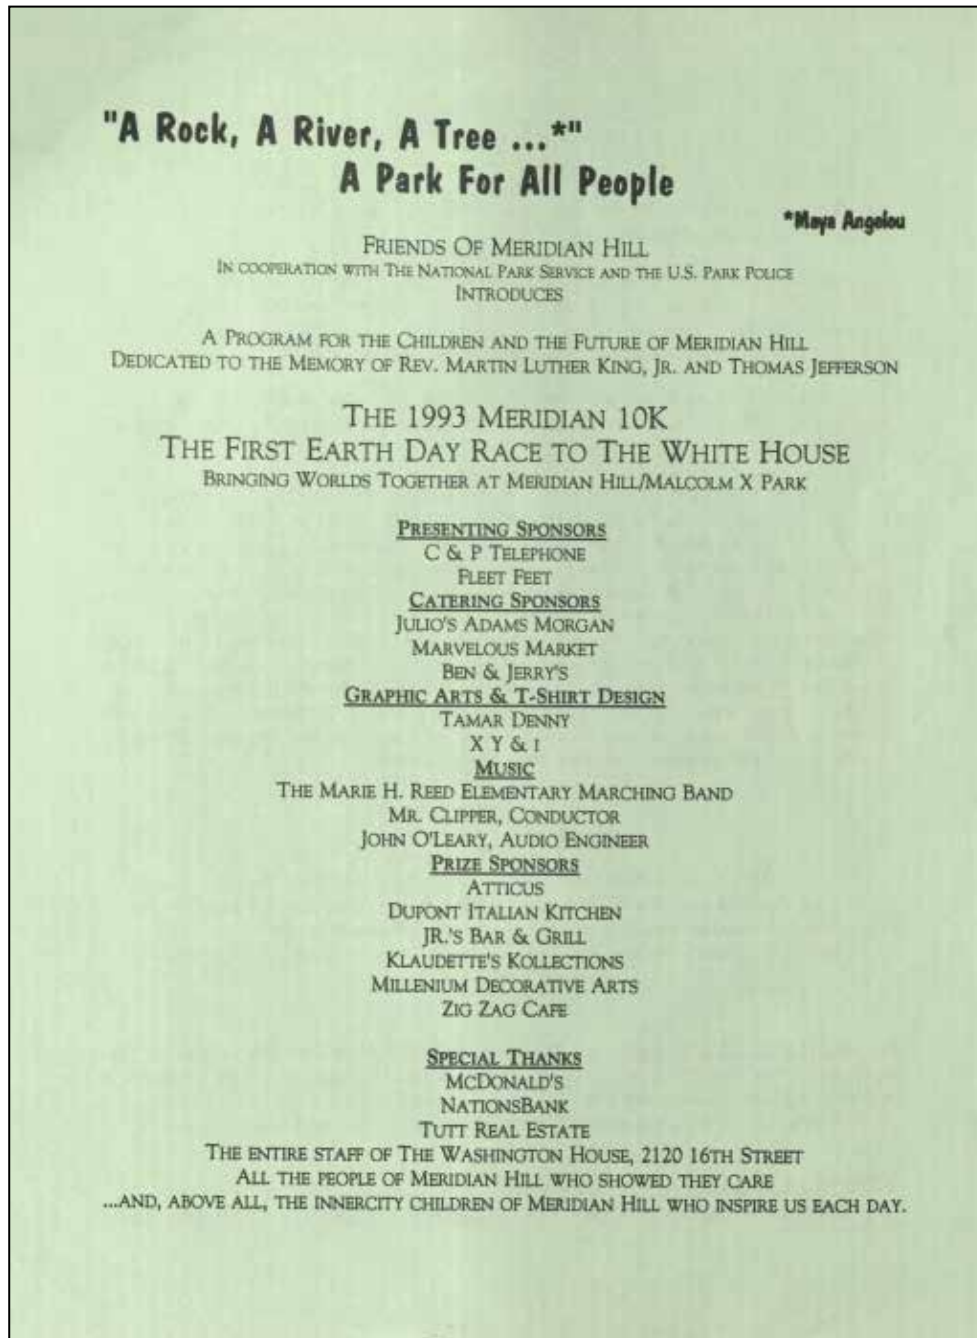 "A Rock, A River, A Tree ...*"
A Park For All People
*Maya Angelou
FRIENDS OF MERIDIAN HILL
IN COOPERATION WITH THE NATIONAL PARK SERVICE AND THE U.S. PARK POLICE
INTRODUCES
A PROGRAM FOR THE CHILDREN AND THE FUTURE OF MERIDIAN HILL
DEDICATED TO THE MEMORY OF REV. MARTIN LUTHER KING, JR. AND THOMAS JEFFERSON
THE 1993 MERIDIAN 10K
THE FIRST EARTH DAY RACE TO THE WHITE HOUSE
BRINGING WORLDS TOGETHER AT MERIDIAN HILL/MALCOLM X PARK
PRESENTING SPONSORS
C & P TELEPHONE
FLEET FEET
CATERING SPONSORS
JULIO'S ADAMS MORGAN
MARVELOUS MARKET
BEN & JERRY'S
GRAPHIC ARTS & T-SHIRT DESIGN
TAMAR DENNY
X Y & I
MUSIC
THE MARIE H. REED ELEMENTARY MARCHING BAND
MR. CLIPPER, CONDUCTOR
JOHN O'LEARY, AUDIO ENGINEER
PRIZE SPONSORS
ATTICUS
DUPONT ITALIAN KITCHEN
JR.'S BAR & GRILL
KLAUDETTE'S KOLLECTIONS
MILLENIUM DECORATIVE ARTS
ZIG ZAG CAFE
SPECIAL THANKS
MCDONALD'S
NATIONSBANK
TUTT REAL ESTATE
THE ENTIRE STAFF OF THE WASHINGTON HOUSE, 2120 16TH STREET
ALL THE PEOPLE OF MERIDIAN HILL WHO SHOWED THEY CARE
...AND, ABOVE ALL, THE INNERCITY CHILDREN OF MERIDIAN HILL WHO INSPIRE US EACH DAY.